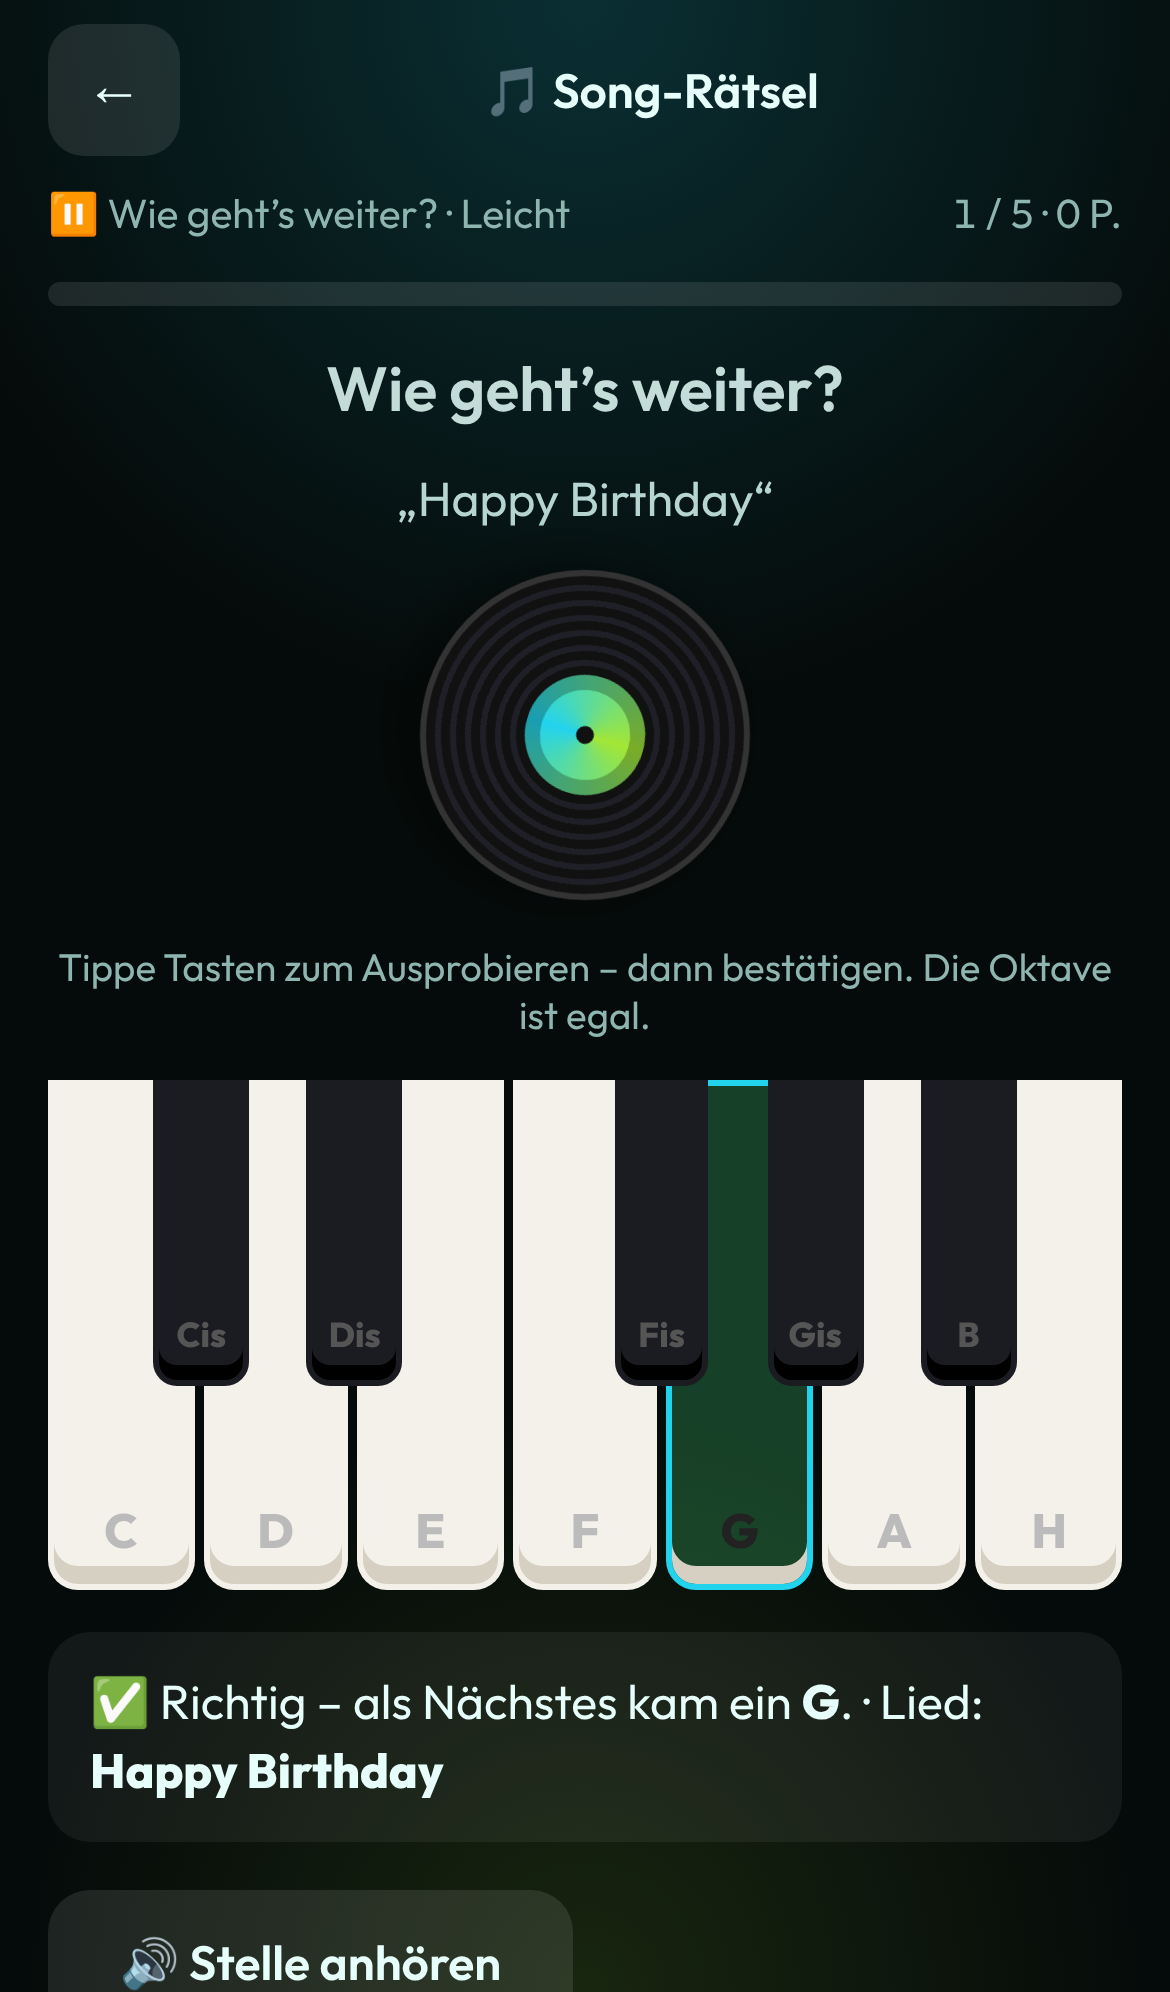 ←
🎵 Song-Rätsel
⏸️ Wie geht’s weiter? · Leicht
1 / 5 · 0 P.
Wie geht’s weiter?
„Happy Birthday“
Tippe Tasten zum Ausprobieren – dann bestätigen. Die Oktave
ist egal.
Cis Dis Fis Gis B
C D E F G A H
✅ Richtig – als Nächstes kam ein G. · Lied:
Happy Birthday
🔊 Stelle anhören